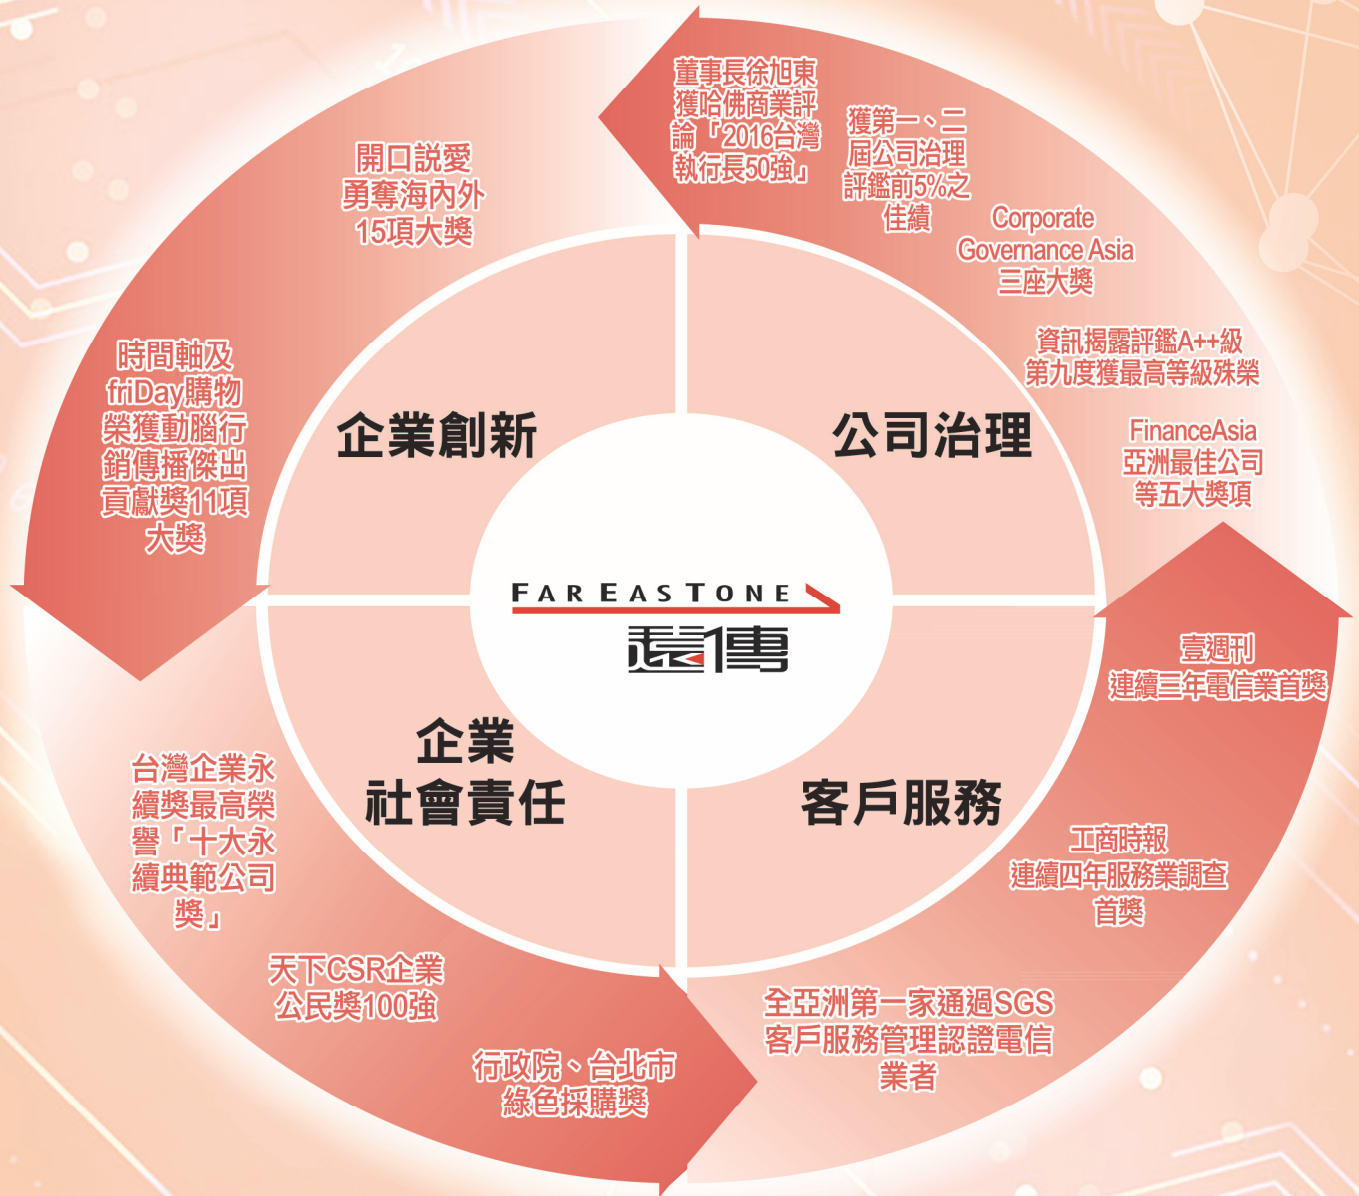 董事長徐旭東
獲哈佛商業評
論「2016台灣
執行長50強」
獲第一、二
屆公司治理
評鑑前5%之
佳績
Corporate
Governance Asia
三座大獎
資訊揭露評鑑A++級
第九度獲最高等級殊榮
FinanceAsia
亞洲最佳公司
等五大獎項
公司治理
開口説愛
勇奪海內外
15項大獎
時間軸及
friDay購物
榮獲動腦行
銷傳播傑出
貢獻獎11項
大獎
企業創新
FAREASTONE
遠傳
企業
社會責任
台灣企業永
續獎最高榮
譽「十大永
續典範公司
獎」
天下CSR企業
公民獎100強
行政院、台北市
綠色採購獎
客戶服務
壹週刊
連續三年電信業首獎
工商時報
連續四年服務業調查
首獎
全亞洲第一家通過SGS
客戶服務管理認證電信
業者